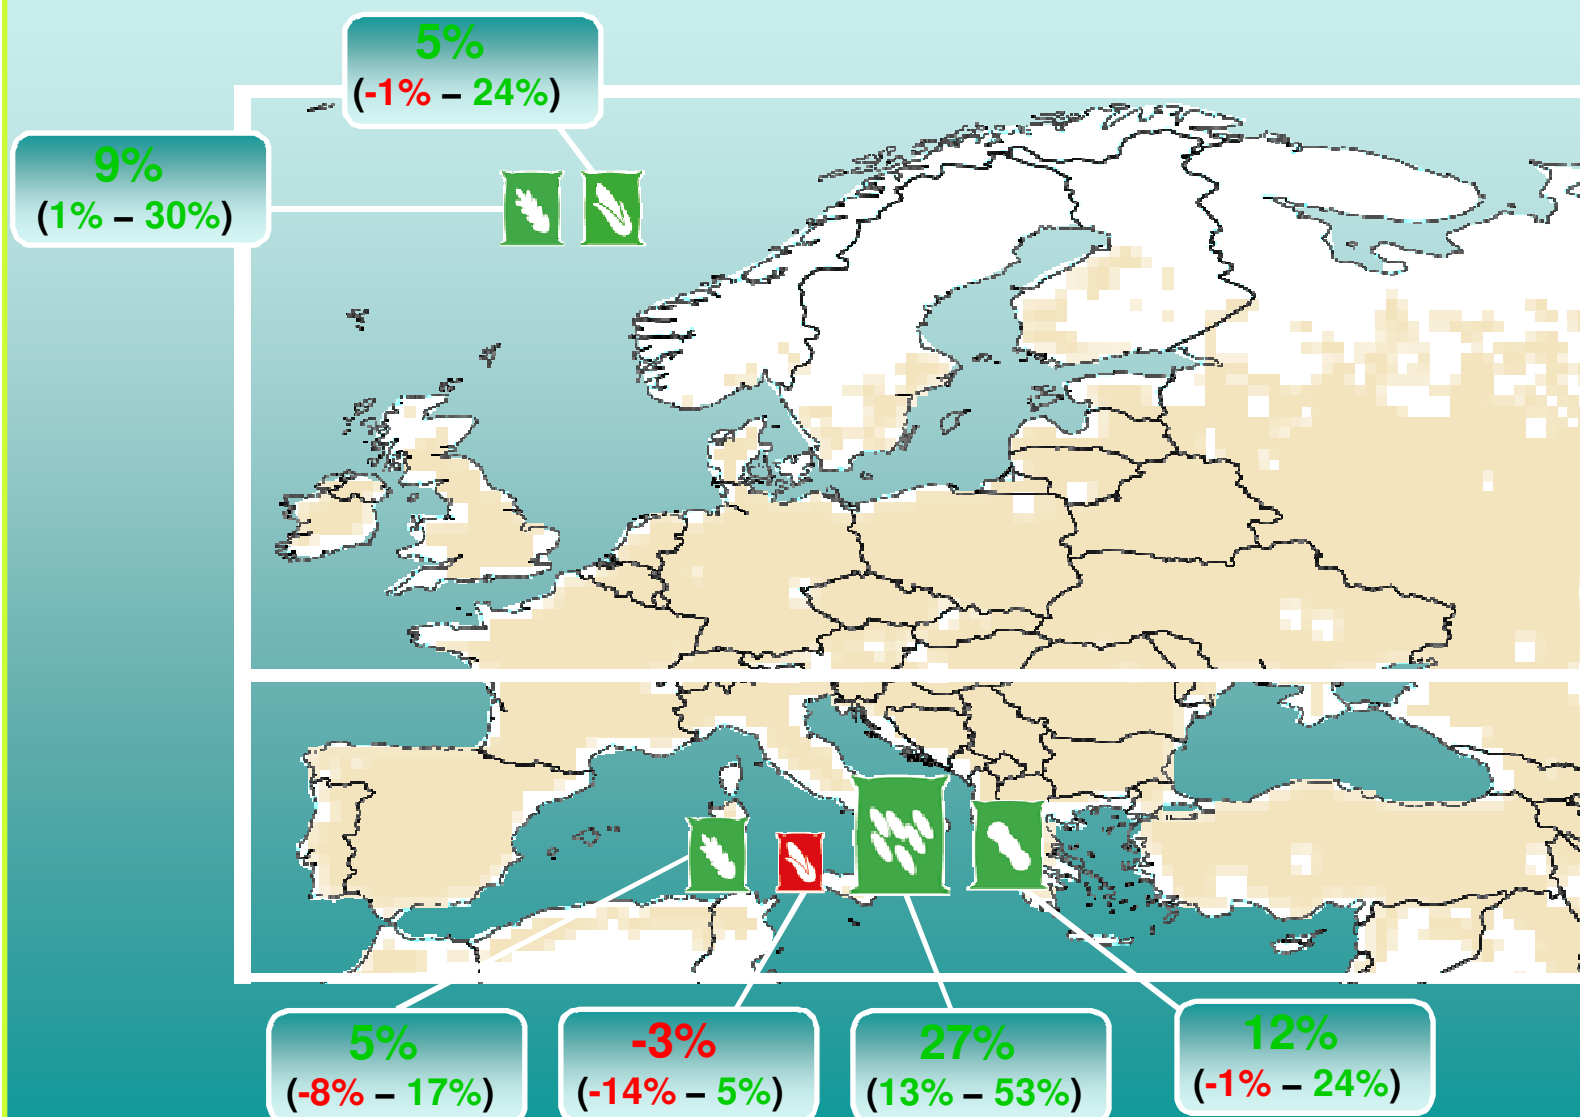 5%
(-1% – 24%)
9%
(1% – 30%)
5%
(-8% – 17%)
-3%
(-14% – 5%)
27%
(13% – 53%)
12%
(-1% – 24%)